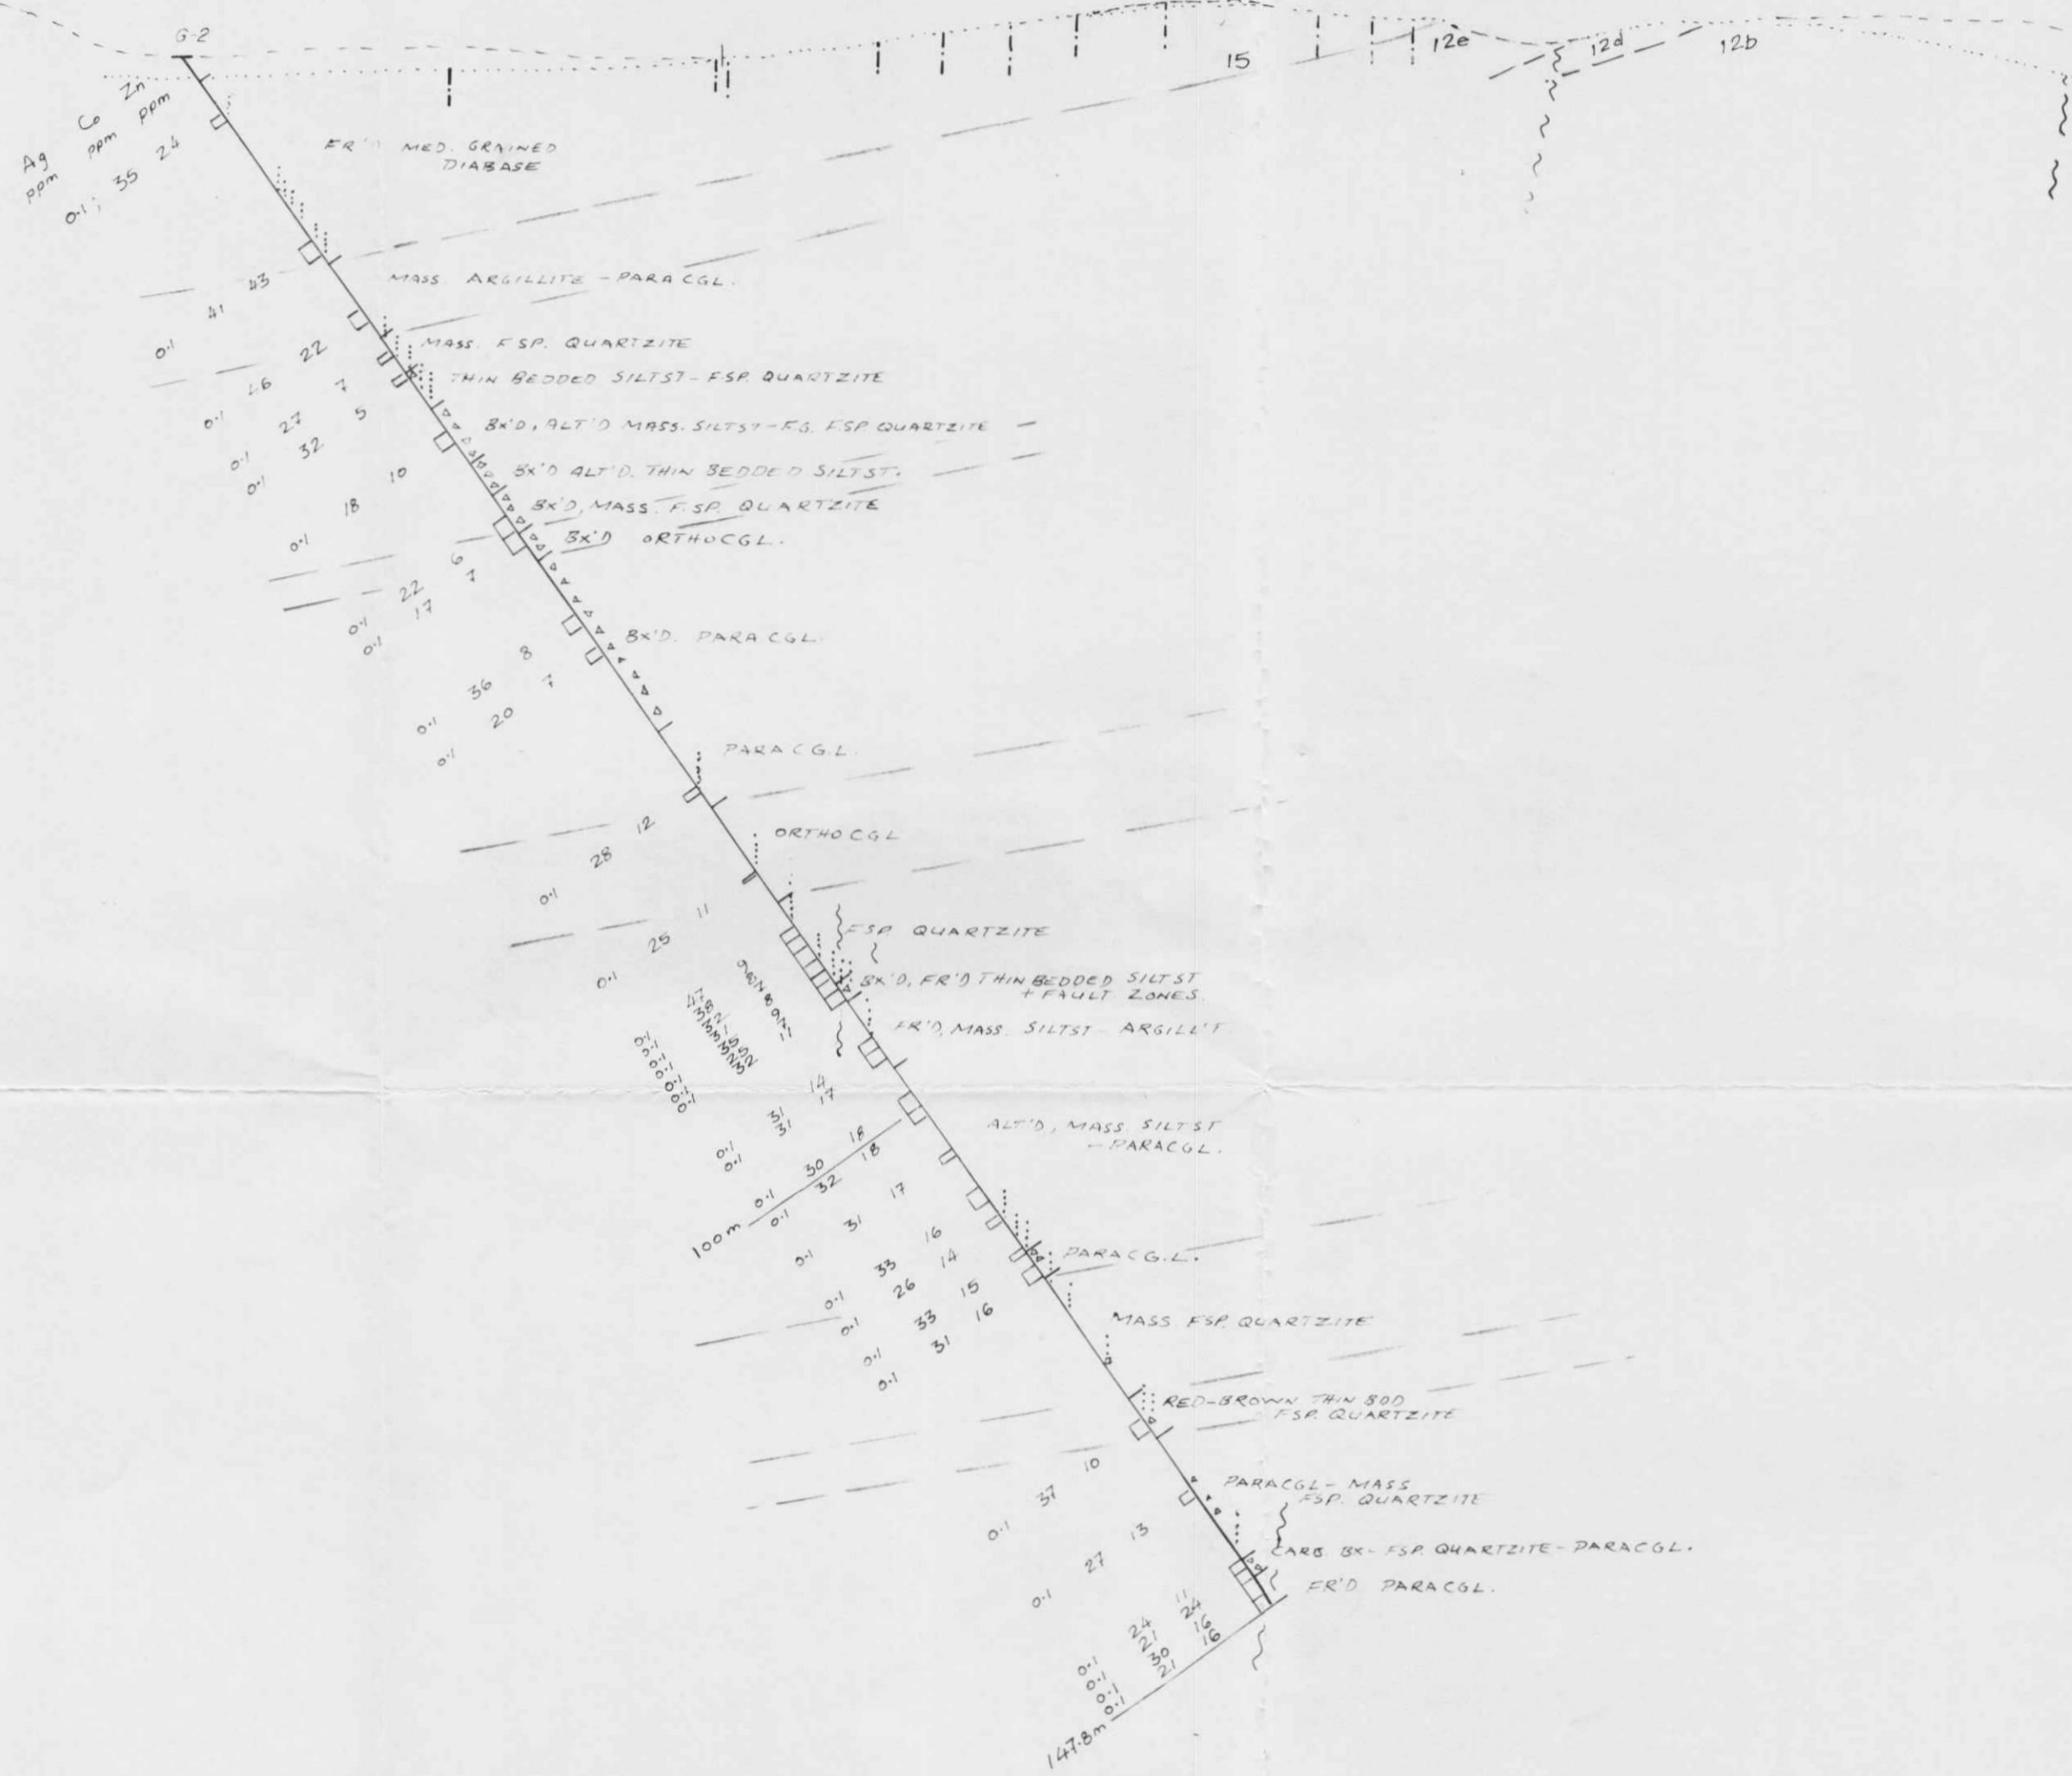 G-2
15
12e
12d
12b
Ag ppm
Co ppm
Zn ppm
0.1 35 24
FR'D MED. GRAINED
DIABASE
MASS. ARGILLITE - PARACGL.
0.1 41 43
MASS. FSP. QUARTZITE
0.1 46 22
THIN BEDDED SILTST-FSP. QUARTZITE
0.1 27 7
0.1 32 5
BX'D, ALT'D MASS. SILTST-F.G. FSP. QUARTZITE
BX'D ALT'D. THIN BEDDED SILTST.
0.1 18 10
BX'D, MASS. FSP. QUARTZITE
BX'D ORTHOCGL.
0.1 22 6
0.1 17 7
BX'D. PARACGL.
0.1 36 8
0.1 20 7
PARACGL.
0.1 28 12
ORTHOCGL
0.1 25 11
FSP. QUARTZITE
BX'D, FR'D THIN BEDDED SILTST
+ FAULT ZONES.
FR'D, MASS. SILTST - ARGILL'T
0.1 31 14
0.1 31 17
ALT'D, MASS. SILTST
- PARACGL.
0.1 30 18
100m
0.1 32 18
0.1 31 17
PARACGL.
0.1 33 16
0.1 26 14
0.1 33 15
0.1 31 16
MASS FSP. QUARTZITE
RED-BROWN THIN BDD
FSP. QUARTZITE
0.1 37 10
PARACGL - MASS
FSP. QUARTZITE
0.1 27 13
CARB. BX - FSP. QUARTZITE - PARACGL.
FR'D PARACGL.
0.1 24 11
0.1 21 24
0.1 30 16
0.1 21 16
147.8m